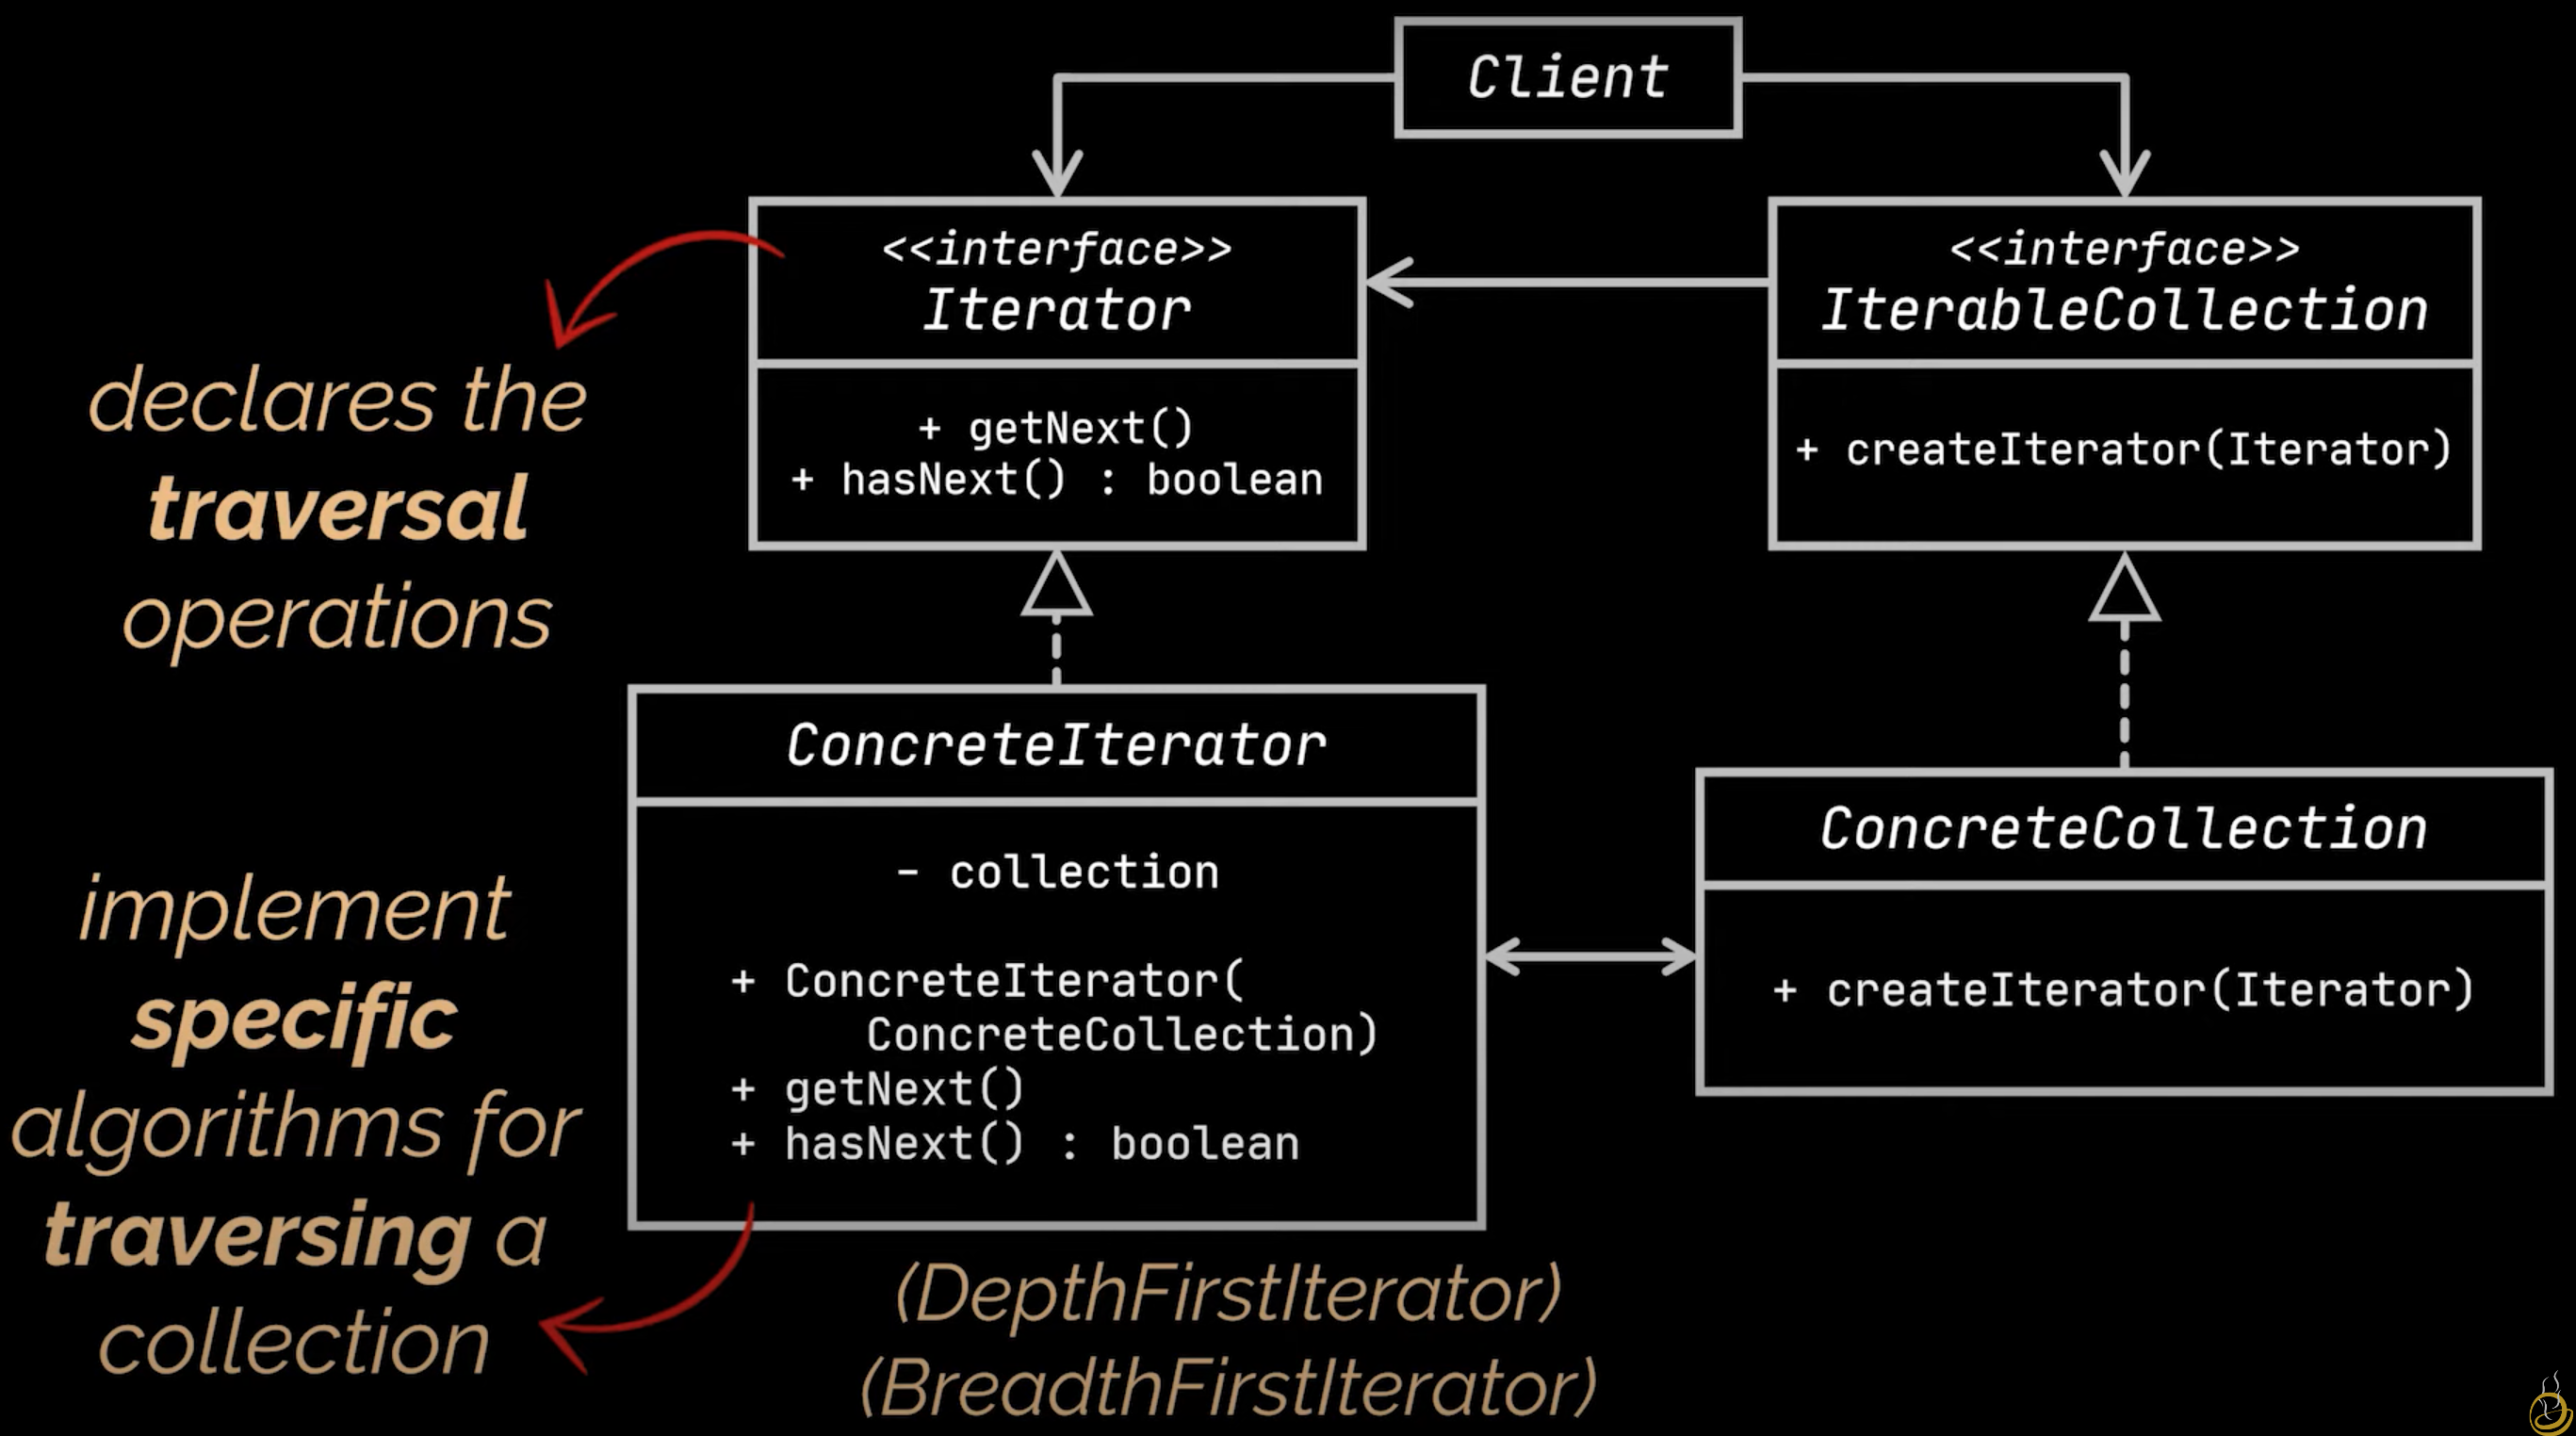 Client
<<interface>>
Iterator
+ getNext()
+ hasNext() : boolean
<<interface>>
IterableCollection
+ createIterator(Iterator)
declares the
traversal
operations
ConcreteIterator
- collection
+ ConcreteIterator(
ConcreteCollection)
+ getNext()
+ hasNext() : boolean
ConcreteCollection
+ createIterator(Iterator)
implement
specific
algorithms for
traversing a
collection
(DepthFirstIterator)
(BreadthFirstIterator)